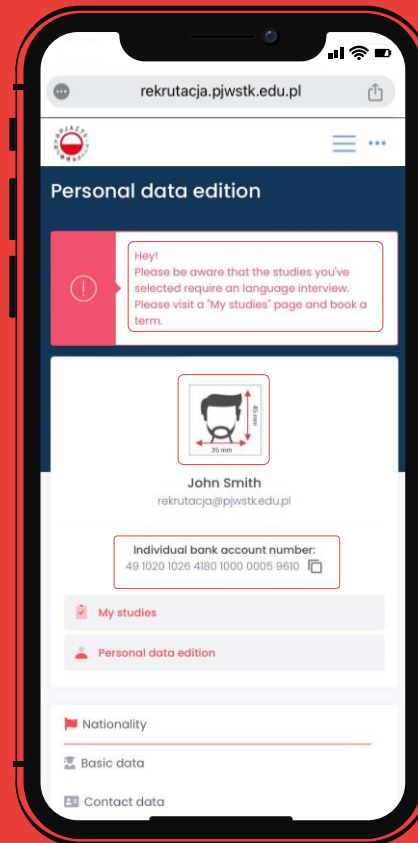 rekrutacja.pjwstk.edu.pl
Personal data edition
Hey!
Please be aware that the studies you've
selected require an language interview.
Please visit a "My studies" page and book a
term.
45 mm
35 mm
John Smith
rekrutacja@pjwstk.edu.pl
Individual bank account number:
49 1020 1026 4180 1000 0005 9610
My studies
Personal data edition
Nationality
Basic data
Contact data